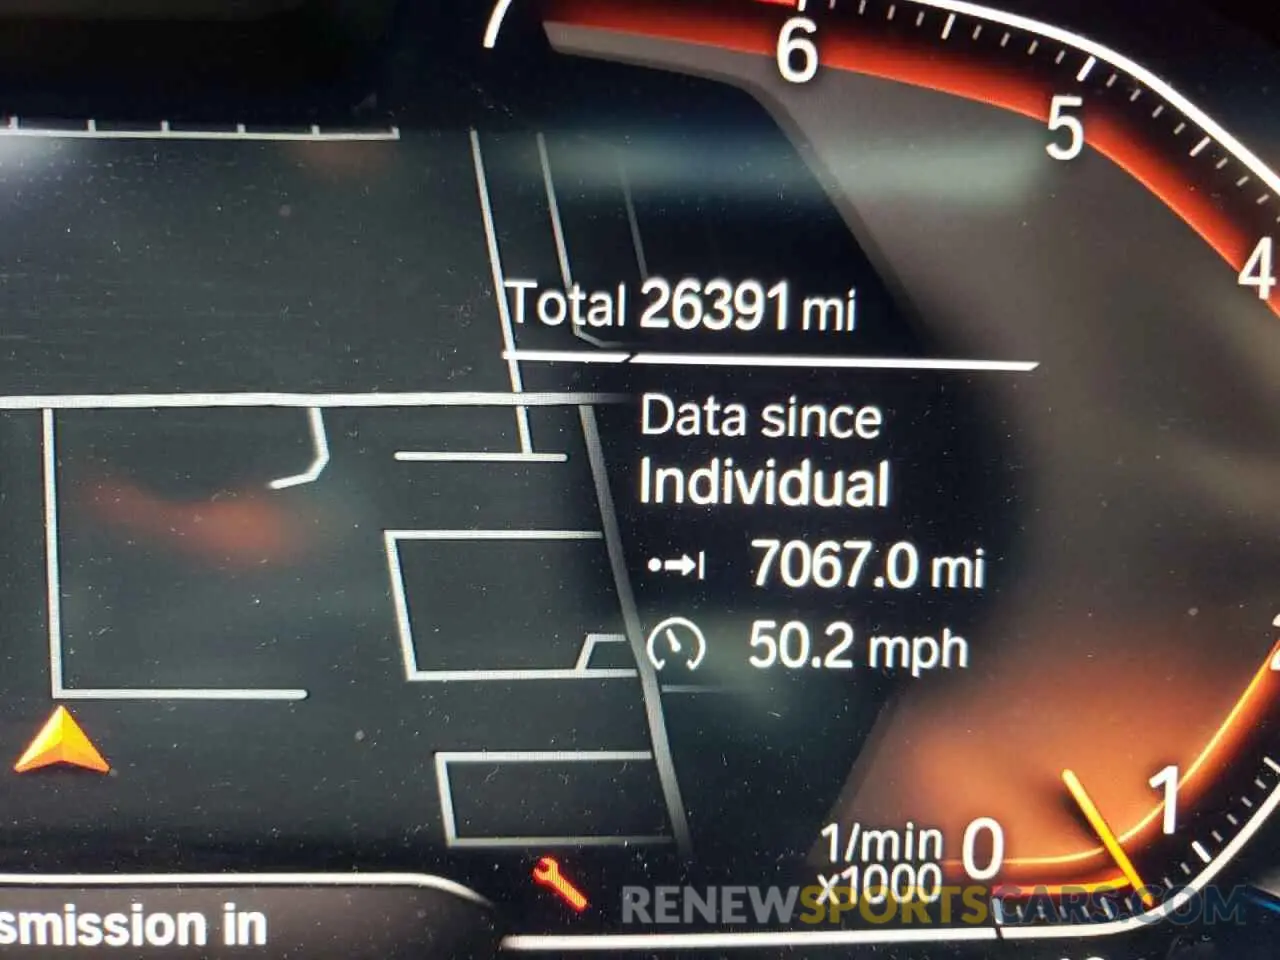 6
5
4
Total 26391 mi
Data since
Individual
7067.0 mi
50.2 mph
1
1/min 0
x1000
RENEWSPORTSCARS.COM
smission in